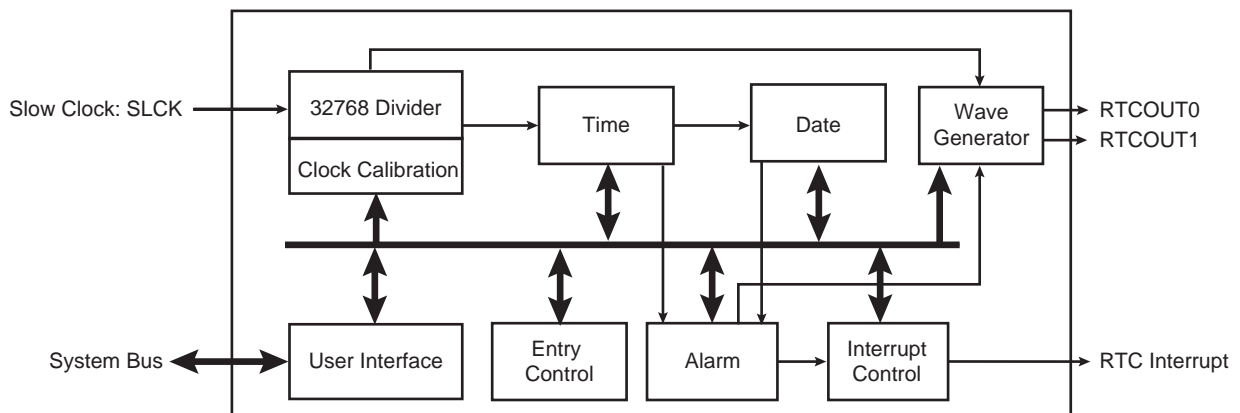 Slow Clock: SLCK
32768 Divider
Clock Calibration
Time
Date
Wave
Generator
RTCOUT0
RTCOUT1
System Bus
User Interface
Entry
Control
Alarm
Interrupt
Control
RTC Interrupt